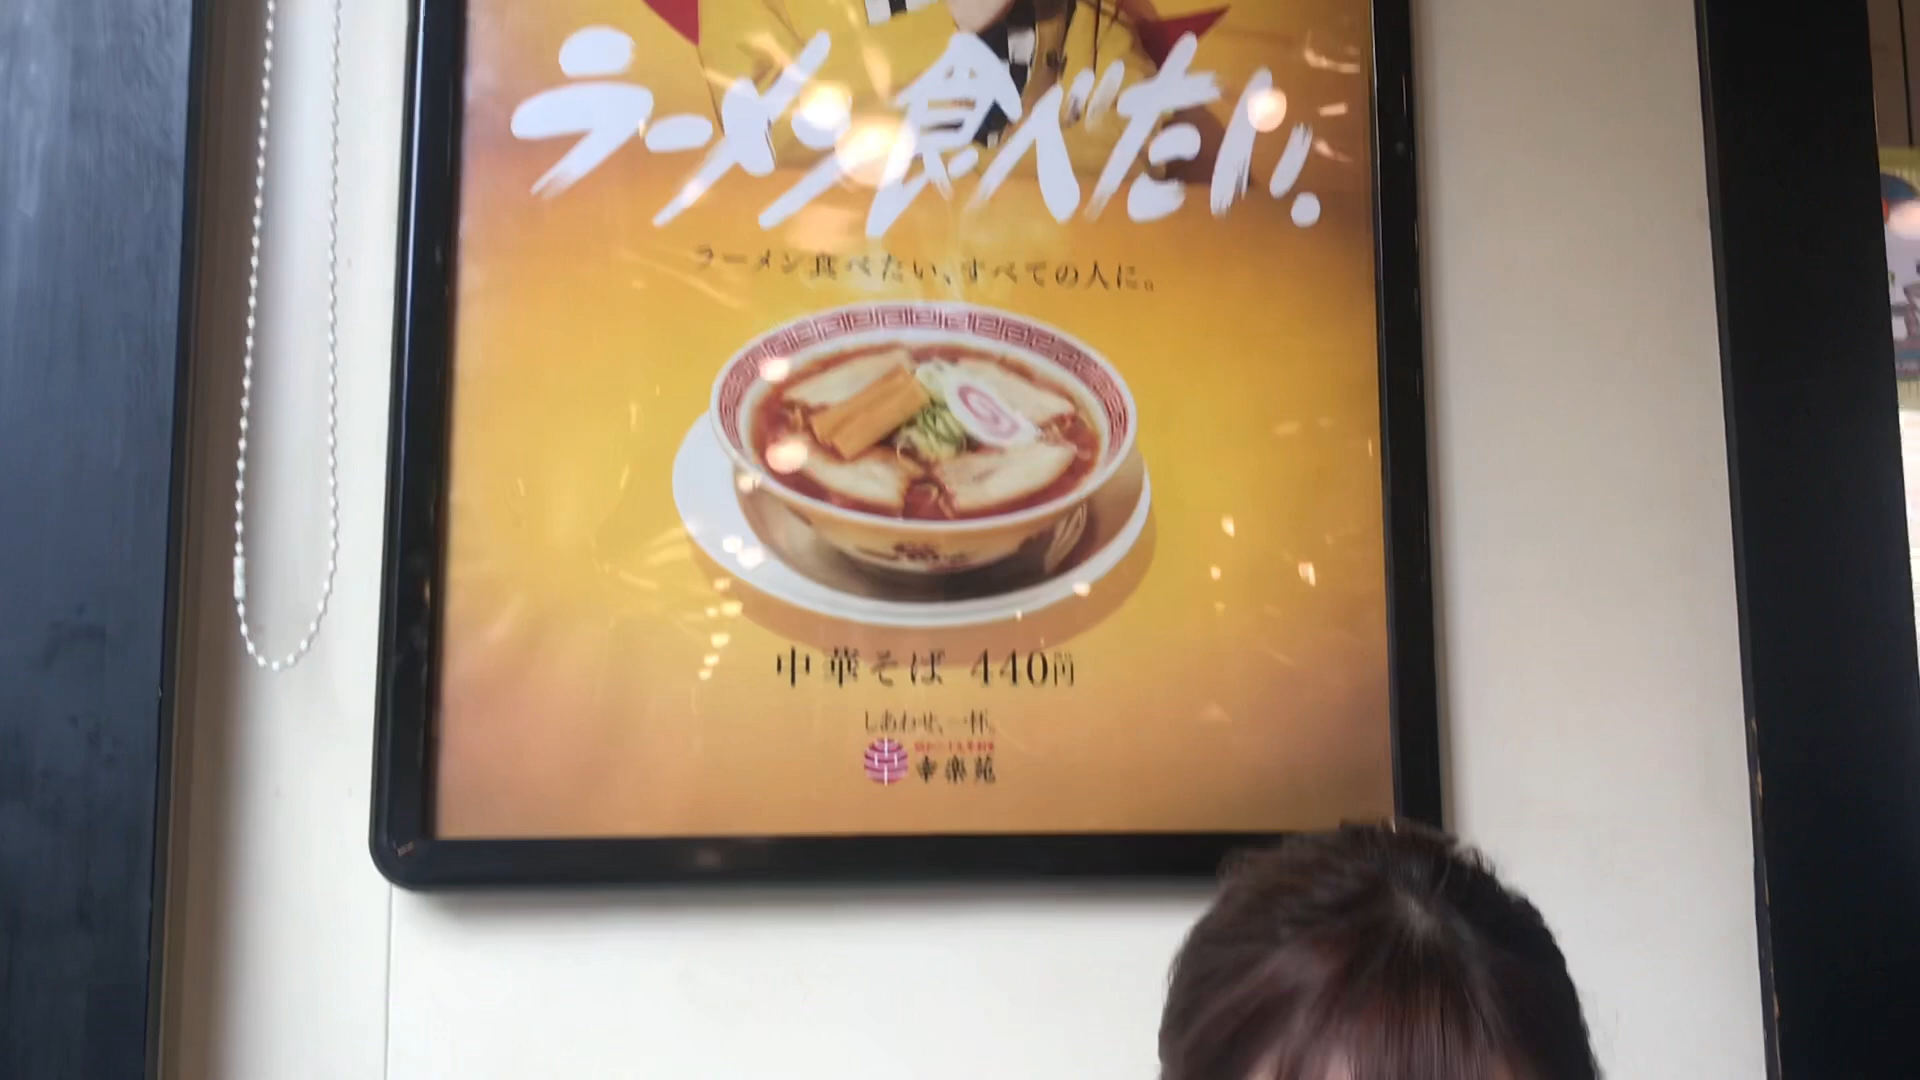 ラーメン食べたい。
ラーメン食べたい、すべての人に。
中華そば 440円
しあわせ、一杯。
幸楽苑